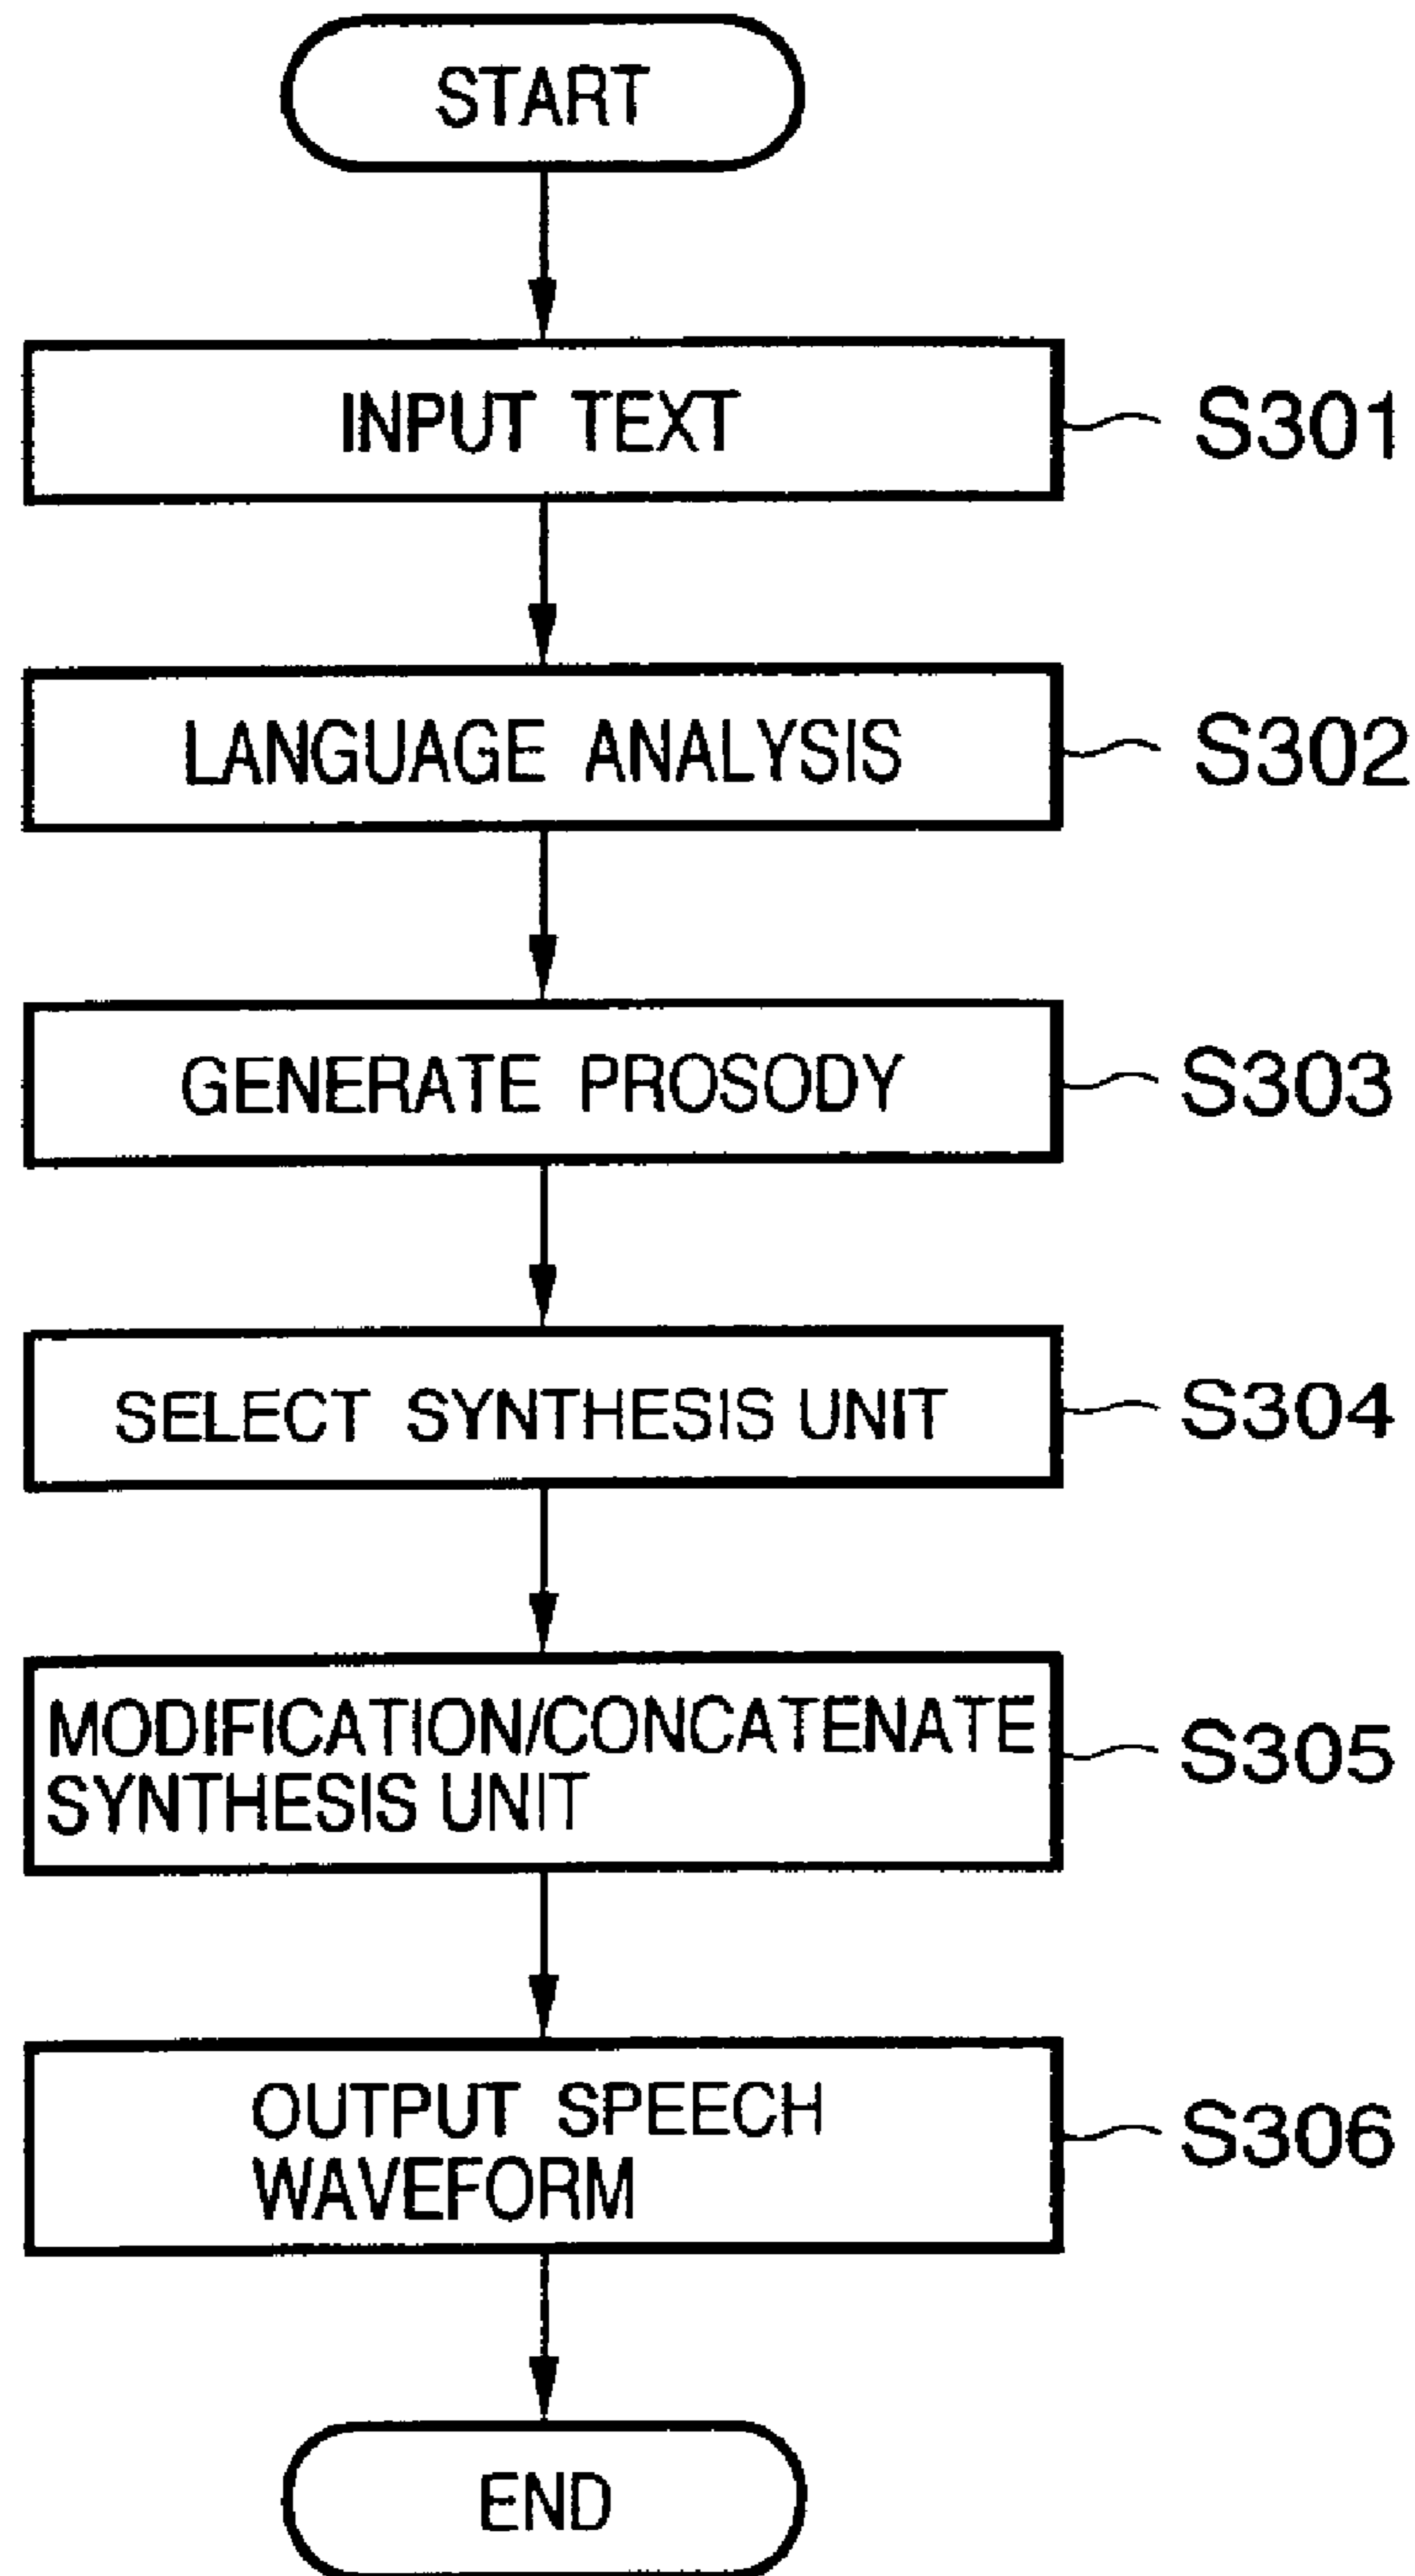 START
INPUT TEXT
S301
LANGUAGE ANALYSIS
S302
GENERATE PROSODY
S303
SELECT SYNTHESIS UNIT
S304
MODIFICATION/CONCATENATE
SYNTHESIS UNIT
S305
OUTPUT SPEECH
WAVEFORM
S306
END